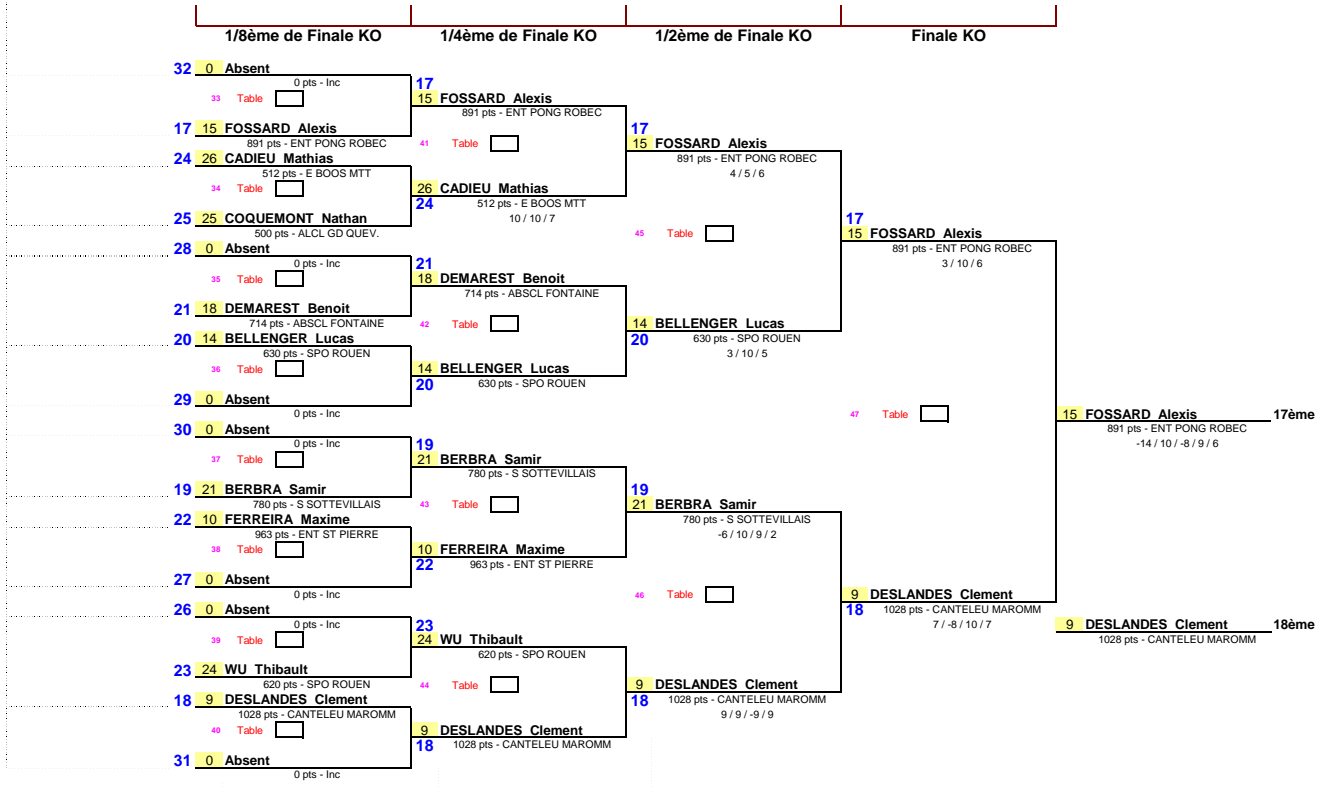 1/8ème de Finale KO 1/4ème de Finale KO 1/2ème de Finale KO Finale KO
32 0 Absent
0 pts - Inc
33 Table
17 15 FOSSARD Alexis
891 pts - ENT PONG ROBEC
24 26 CADIEU Mathias
512 pts - E BOOS MTT
34 Table
25 25 COQUEMONT Nathan
500 pts - ALCL GD QUEV.
28 0 Absent
0 pts - Inc
35 Table
21 18 DEMAREST Benoit
714 pts - ABSCL FONTAINE
20 14 BELLENGER Lucas
630 pts - SPO ROUEN
36 Table
29 0 Absent
0 pts - Inc
30 0 Absent
0 pts - Inc
37 Table
19 21 BERBRA Samir
780 pts - S SOTTEVILLAIS
22 10 FERREIRA Maxime
963 pts - ENT ST PIERRE
38 Table
27 0 Absent
0 pts - Inc
26 0 Absent
0 pts - Inc
39 Table
23 24 WU Thibault
620 pts - SPO ROUEN
18 9 DESLANDES Clement
1028 pts - CANTELEU MAROMM
40 Table
31 0 Absent
0 pts - Inc
17
15 FOSSARD Alexis
891 pts - ENT PONG ROBEC
41 Table
26 CADIEU Mathias
24
512 pts - E BOOS MTT
10 / 10 / 7
21
18 DEMAREST Benoit
714 pts - ABSCL FONTAINE
42 Table
14 BELLENGER Lucas
20
630 pts - SPO ROUEN
19
21 BERBRA Samir
780 pts - S SOTTEVILLAIS
43 Table
10 FERREIRA Maxime
22
963 pts - ENT ST PIERRE
23
24 WU Thibault
620 pts - SPO ROUEN
44 Table
9 DESLANDES Clement
18
1028 pts - CANTELEU MAROMM
17
15 FOSSARD Alexis
891 pts - ENT PONG ROBEC
4 / 5 / 6
45 Table
14 BELLENGER Lucas
20
630 pts - SPO ROUEN
3 / 10 / 5
19
21 BERBRA Samir
780 pts - S SOTTEVILLAIS
-6 / 10 / 9 / 2
46 Table
9 DESLANDES Clement
18
1028 pts - CANTELEU MAROMM
9 / 9 / -9 / 9
17
15 FOSSARD Alexis
891 pts - ENT PONG ROBEC
3 / 10 / 6
47 Table
9 DESLANDES Clement
18
1028 pts - CANTELEU MAROMM
7 / -8 / 10 / 7
15 FOSSARD Alexis 17ème
891 pts - ENT PONG ROBEC
-14 / 10 / -8 / 9 / 6
9 DESLANDES Clement 18ème
1028 pts - CANTELEU MAROMM